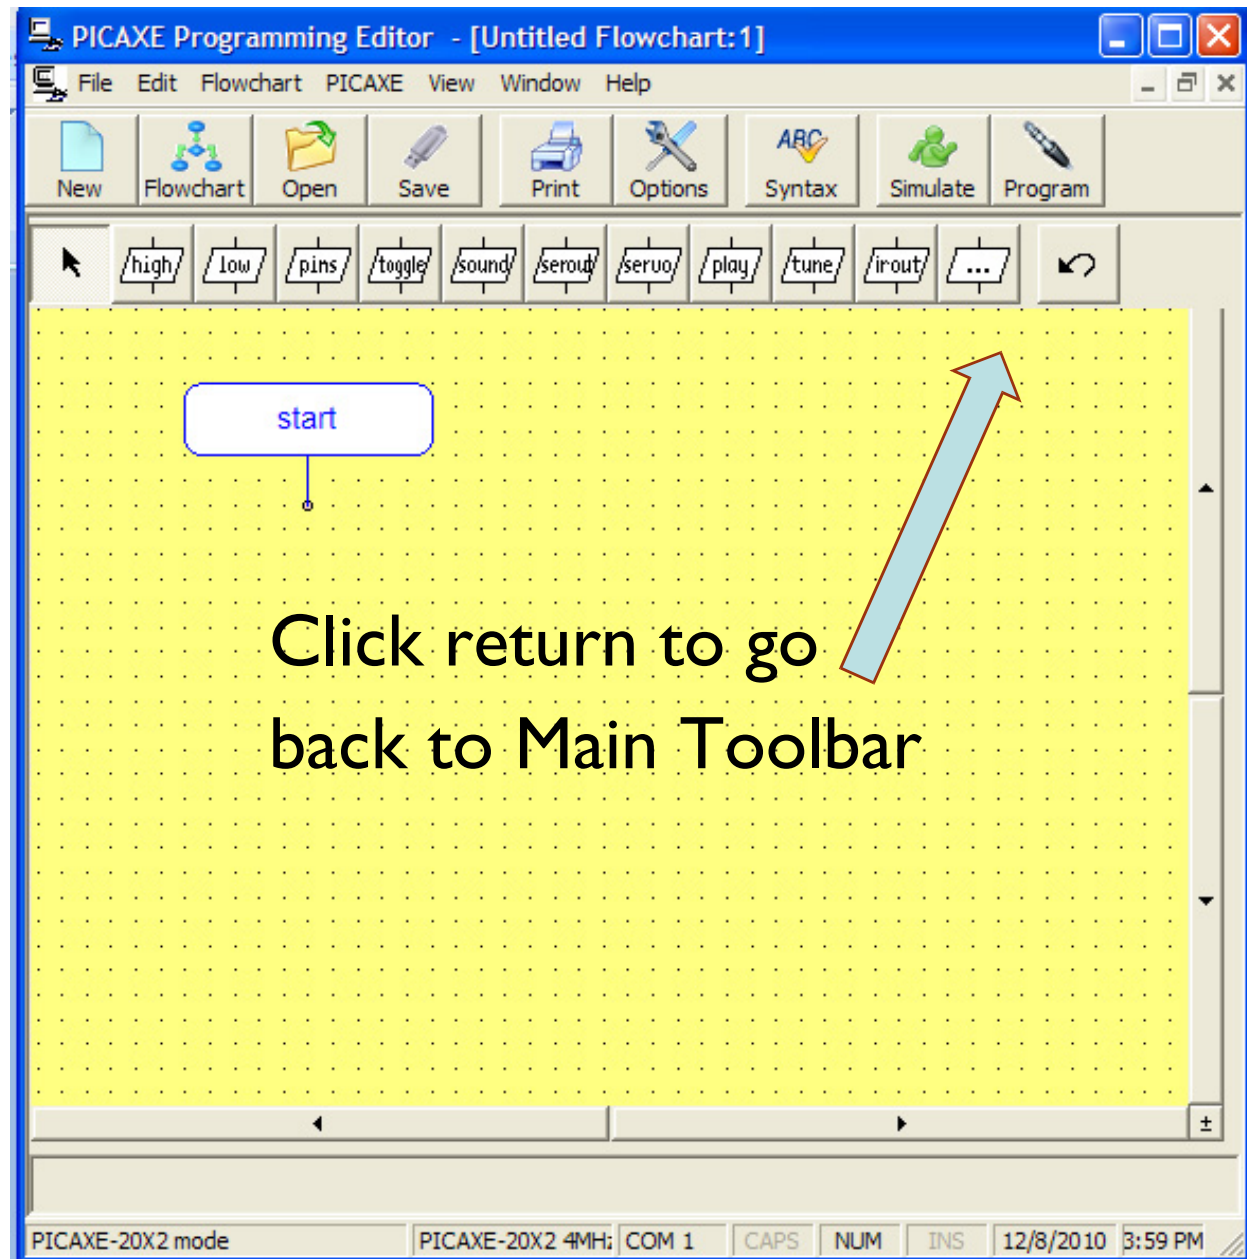 PICAXE Programming Editor - [Untitled Flowchart:1]
File Edit Flowchart PICAXE View Window Help
New Flowchart Open Save Print Options ABC Syntax Simulate Program
high low pins toggle sound serout servo play tune irout ...
start
Click return to go
back to Main Toolbar
PICAXE-20X2 mode PICAXE-20X2 4MHz COM 1 CAPS NUM INS 12/8/2010 3:59 PM